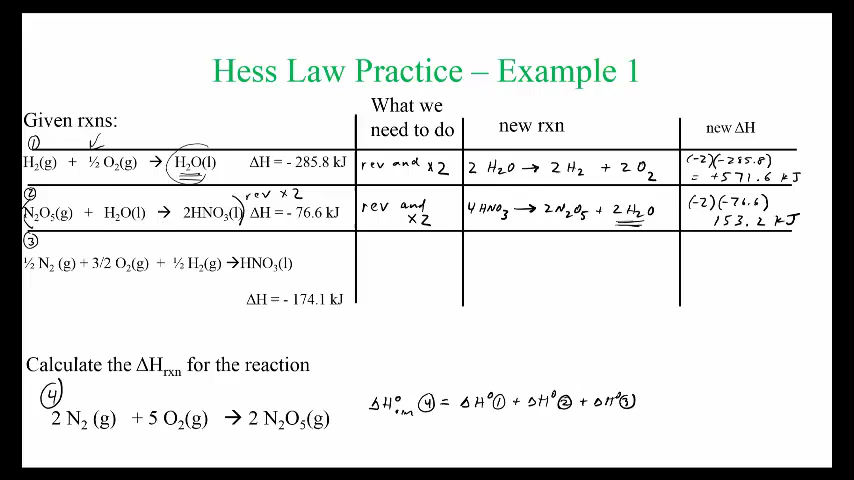 Hess Law Practice – Example 1
Given rxns:
What we need to do
new rxn
new ΔH
①
H₂(g) + ½ O₂(g) → H₂O(l) ΔH = - 285.8 kJ
rev and ×2
2 H₂O → 2 H₂ + 2 O₂
(-2)(-285.8)
= +571.6 kJ
②
rev ×2
N₂O₅(g) + H₂O(l) → 2HNO₃(l) ΔH = - 76.6 kJ
rev and
×2
4 HNO₃ → 2 N₂O₅ + 2 H₂O
(-2)(-76.6)
153.2 kJ
③
½ N₂ (g) + 3/2 O₂(g) + ½ H₂(g) →HNO₃(l)
ΔH = - 174.1 kJ
Calculate the ΔHrxn for the reaction
④
2 N₂ (g) + 5 O₂(g) → 2 N₂O₅(g)
ΔH° ④ = ΔH°① + ΔH°② + ΔH°③